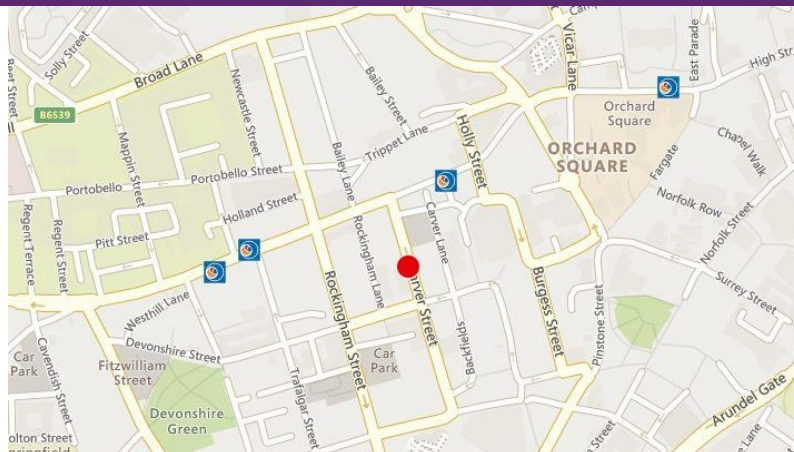 Solly Street
Broad Lane
Newcastle Street
Bailey Street
Vicar Lane
East Parade
High Str
Beet Street
B6539
Mappin Street
Bailey Lane
Trippet Lane
Holly Street
Orchard
Square
ORCHARD
SQUARE
Fargate
Chapel Walk
Portobello
Portobello Street
Holland Street
Carver Lane
Norfolk Row
Norfolk Street
Regent Terrace
Regent Street
Pitt Street
Rockingham Lane
Rockingham Street
arver Street
Burgess Street
Surrey Street
Westhill Lane
Devonshire Street
Pinstone Street
Backfields
Car
Park
Cavendish Street
Fitzwilliam
Street
Trafalgar Street
Car
Park
Devonshire
Green
Arundel Gate
olton Street